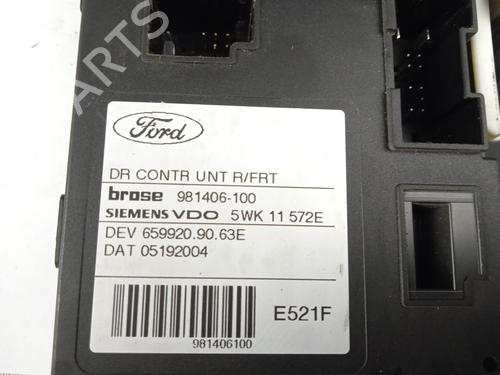 Ford
DR CONTR UNT R/FRT
brose 981406-100
SIEMENS VDO 5WK 11 572E
DEV 659920.90.63E
DAT 05192004
E521F
981406100